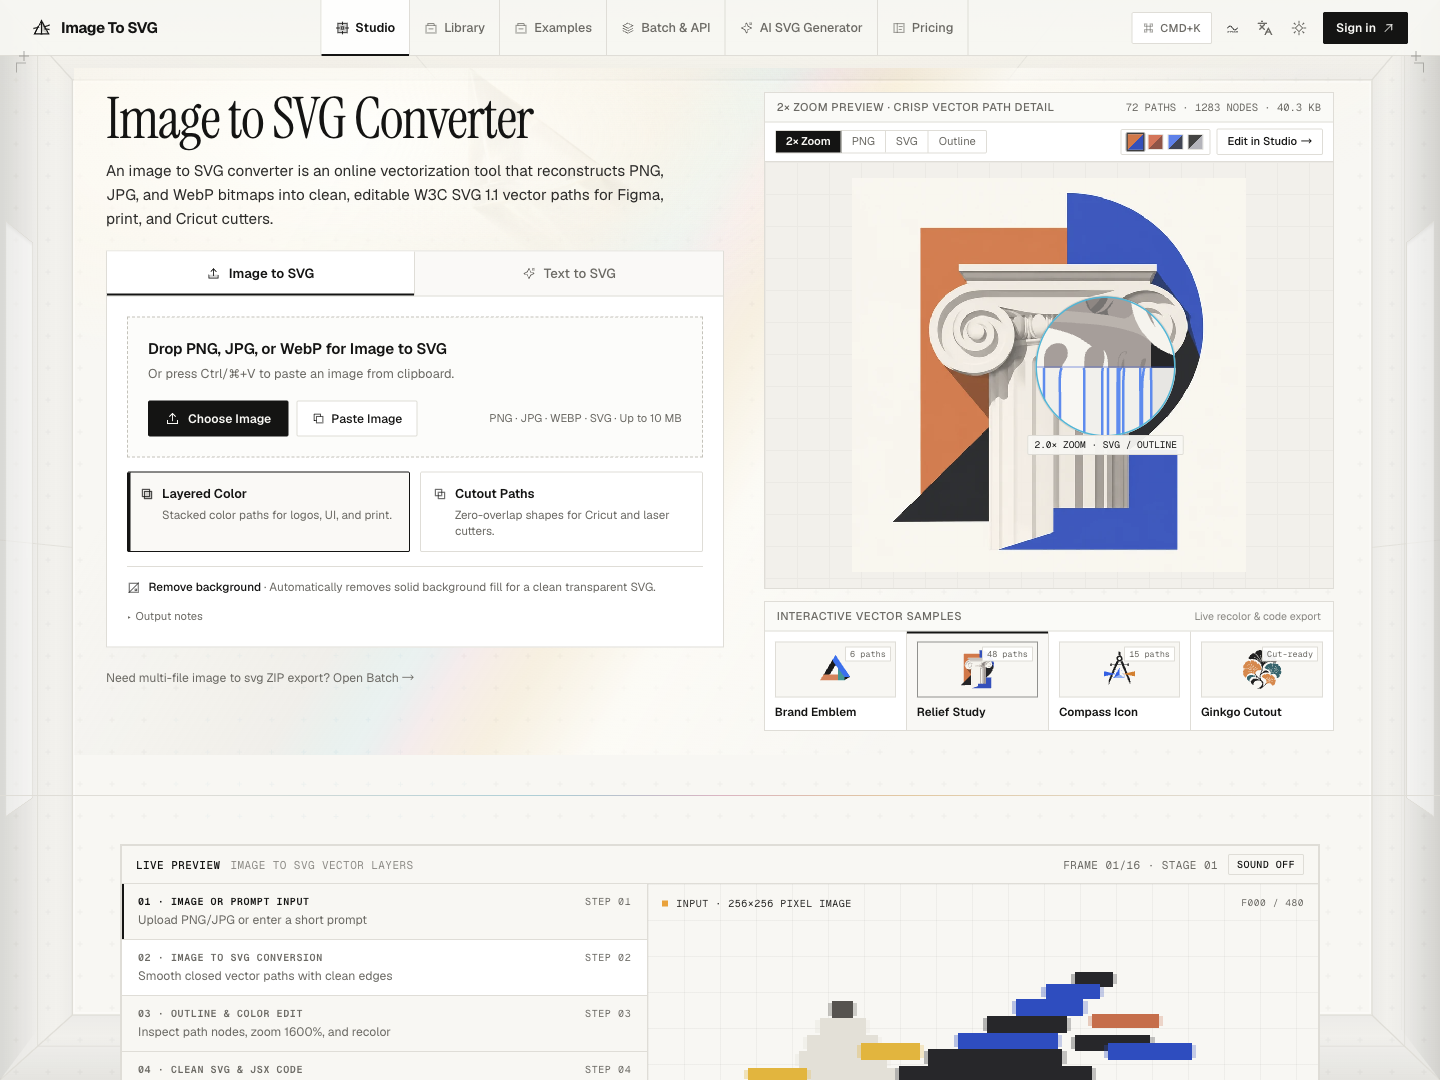 Image To SVG
Studio
Library
Examples
Batch & API
AI SVG Generator
Pricing
⌘ CMD+K
Sign in ↗
Image to SVG Converter
An image to SVG converter is an online vectorization tool that reconstructs PNG,
JPG, and WebP bitmaps into clean, editable W3C SVG 1.1 vector paths for Figma,
print, and Cricut cutters.
Image to SVG
Text to SVG
Drop PNG, JPG, or WebP for Image to SVG
Or press Ctrl/⌘+V to paste an image from clipboard.
Choose Image
Paste Image
PNG · JPG · WEBP · SVG · Up to 10 MB
Layered Color
Stacked color paths for logos, UI, and print.
Cutout Paths
Zero-overlap shapes for Cricut and laser
cutters.
Remove background · Automatically removes solid background fill for a clean transparent SVG.
· Output notes
Need multi-file image to svg ZIP export? Open Batch →
2× ZOOM PREVIEW · CRISP VECTOR PATH DETAIL
72 PATHS · 1283 NODES · 40.3 KB
2× Zoom
PNG
SVG
Outline
Edit in Studio →
2.0× ZOOM · SVG / OUTLINE
INTERACTIVE VECTOR SAMPLES
Live recolor & code export
6 paths
Brand Emblem
48 paths
Relief Study
15 paths
Compass Icon
Cut-ready
Ginkgo Cutout
LIVE PREVIEW IMAGE TO SVG VECTOR LAYERS
FRAME 01/16 · STAGE 01
SOUND OFF
01 · IMAGE OR PROMPT INPUT
STEP 01
Upload PNG/JPG or enter a short prompt
02 · IMAGE TO SVG CONVERSION
STEP 02
Smooth closed vector paths with clean edges
03 · OUTLINE & COLOR EDIT
STEP 03
Inspect path nodes, zoom 1600%, and recolor
04 · CLEAN SVG & JSX CODE
STEP 04
INPUT · 256×256 PIXEL IMAGE
F000 / 480